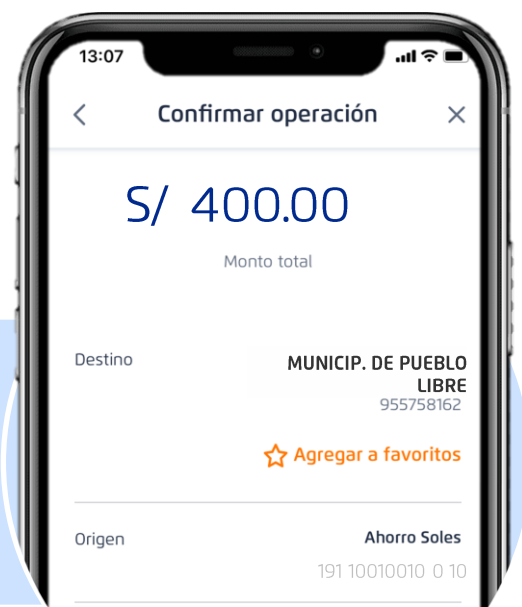 13:07
Confirmar operación
S/ 400.00
Monto total
Destino
MUNICIP. DE PUEBLO
LIBRE
955758162
Agregar a favoritos
Origen
Ahorro Soles
191 10010010 0 10